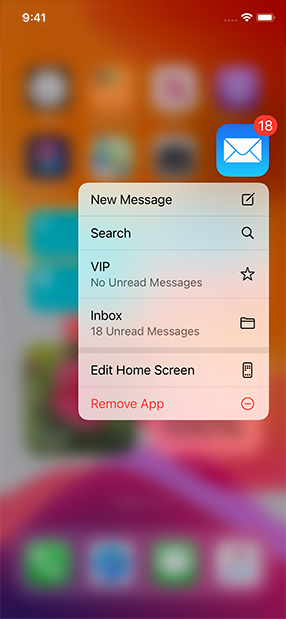 9:41
18
New Message
Search
VIP
No Unread Messages
Inbox
18 Unread Messages
Edit Home Screen
Remove App